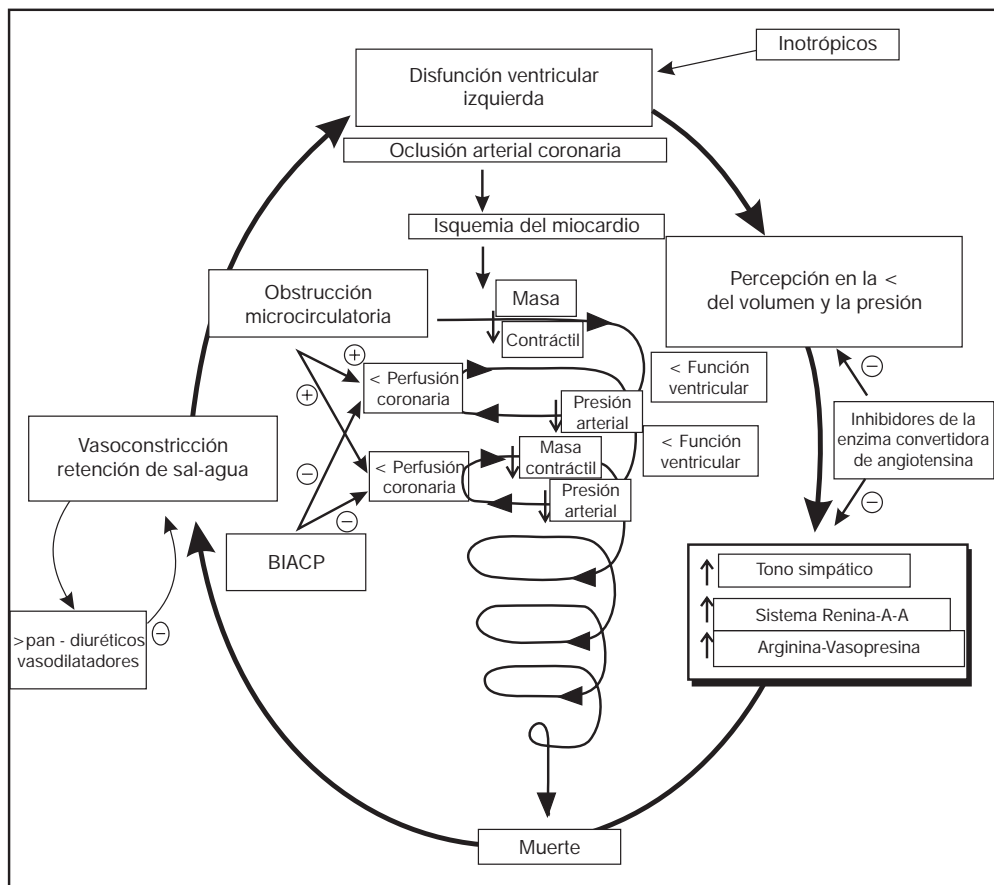 Inotrópicos
Disfunción ventricular
izquierda
Oclusión arterial coronaria
Isquemia del miocardio
Percepción en la <
del volumen y la presión
Obstrucción
microcirculatoria
Masa
Contráctil
< Función
ventricular
+
+
< Perfusión
coronaria
Presión
arterial
−
Vasoconstricción
retención de sal-agua
Inhibidores de la
enzima convertidora
de angiotensina
< Función
ventricular
Masa
contráctil
−
< Perfusión
coronaria
Presión
arterial
−
−
BIACP
Tono simpático
Sistema Renina-A-A
Arginina-Vasopresina
>pan - diuréticos
vasodilatadores
−
Muerte